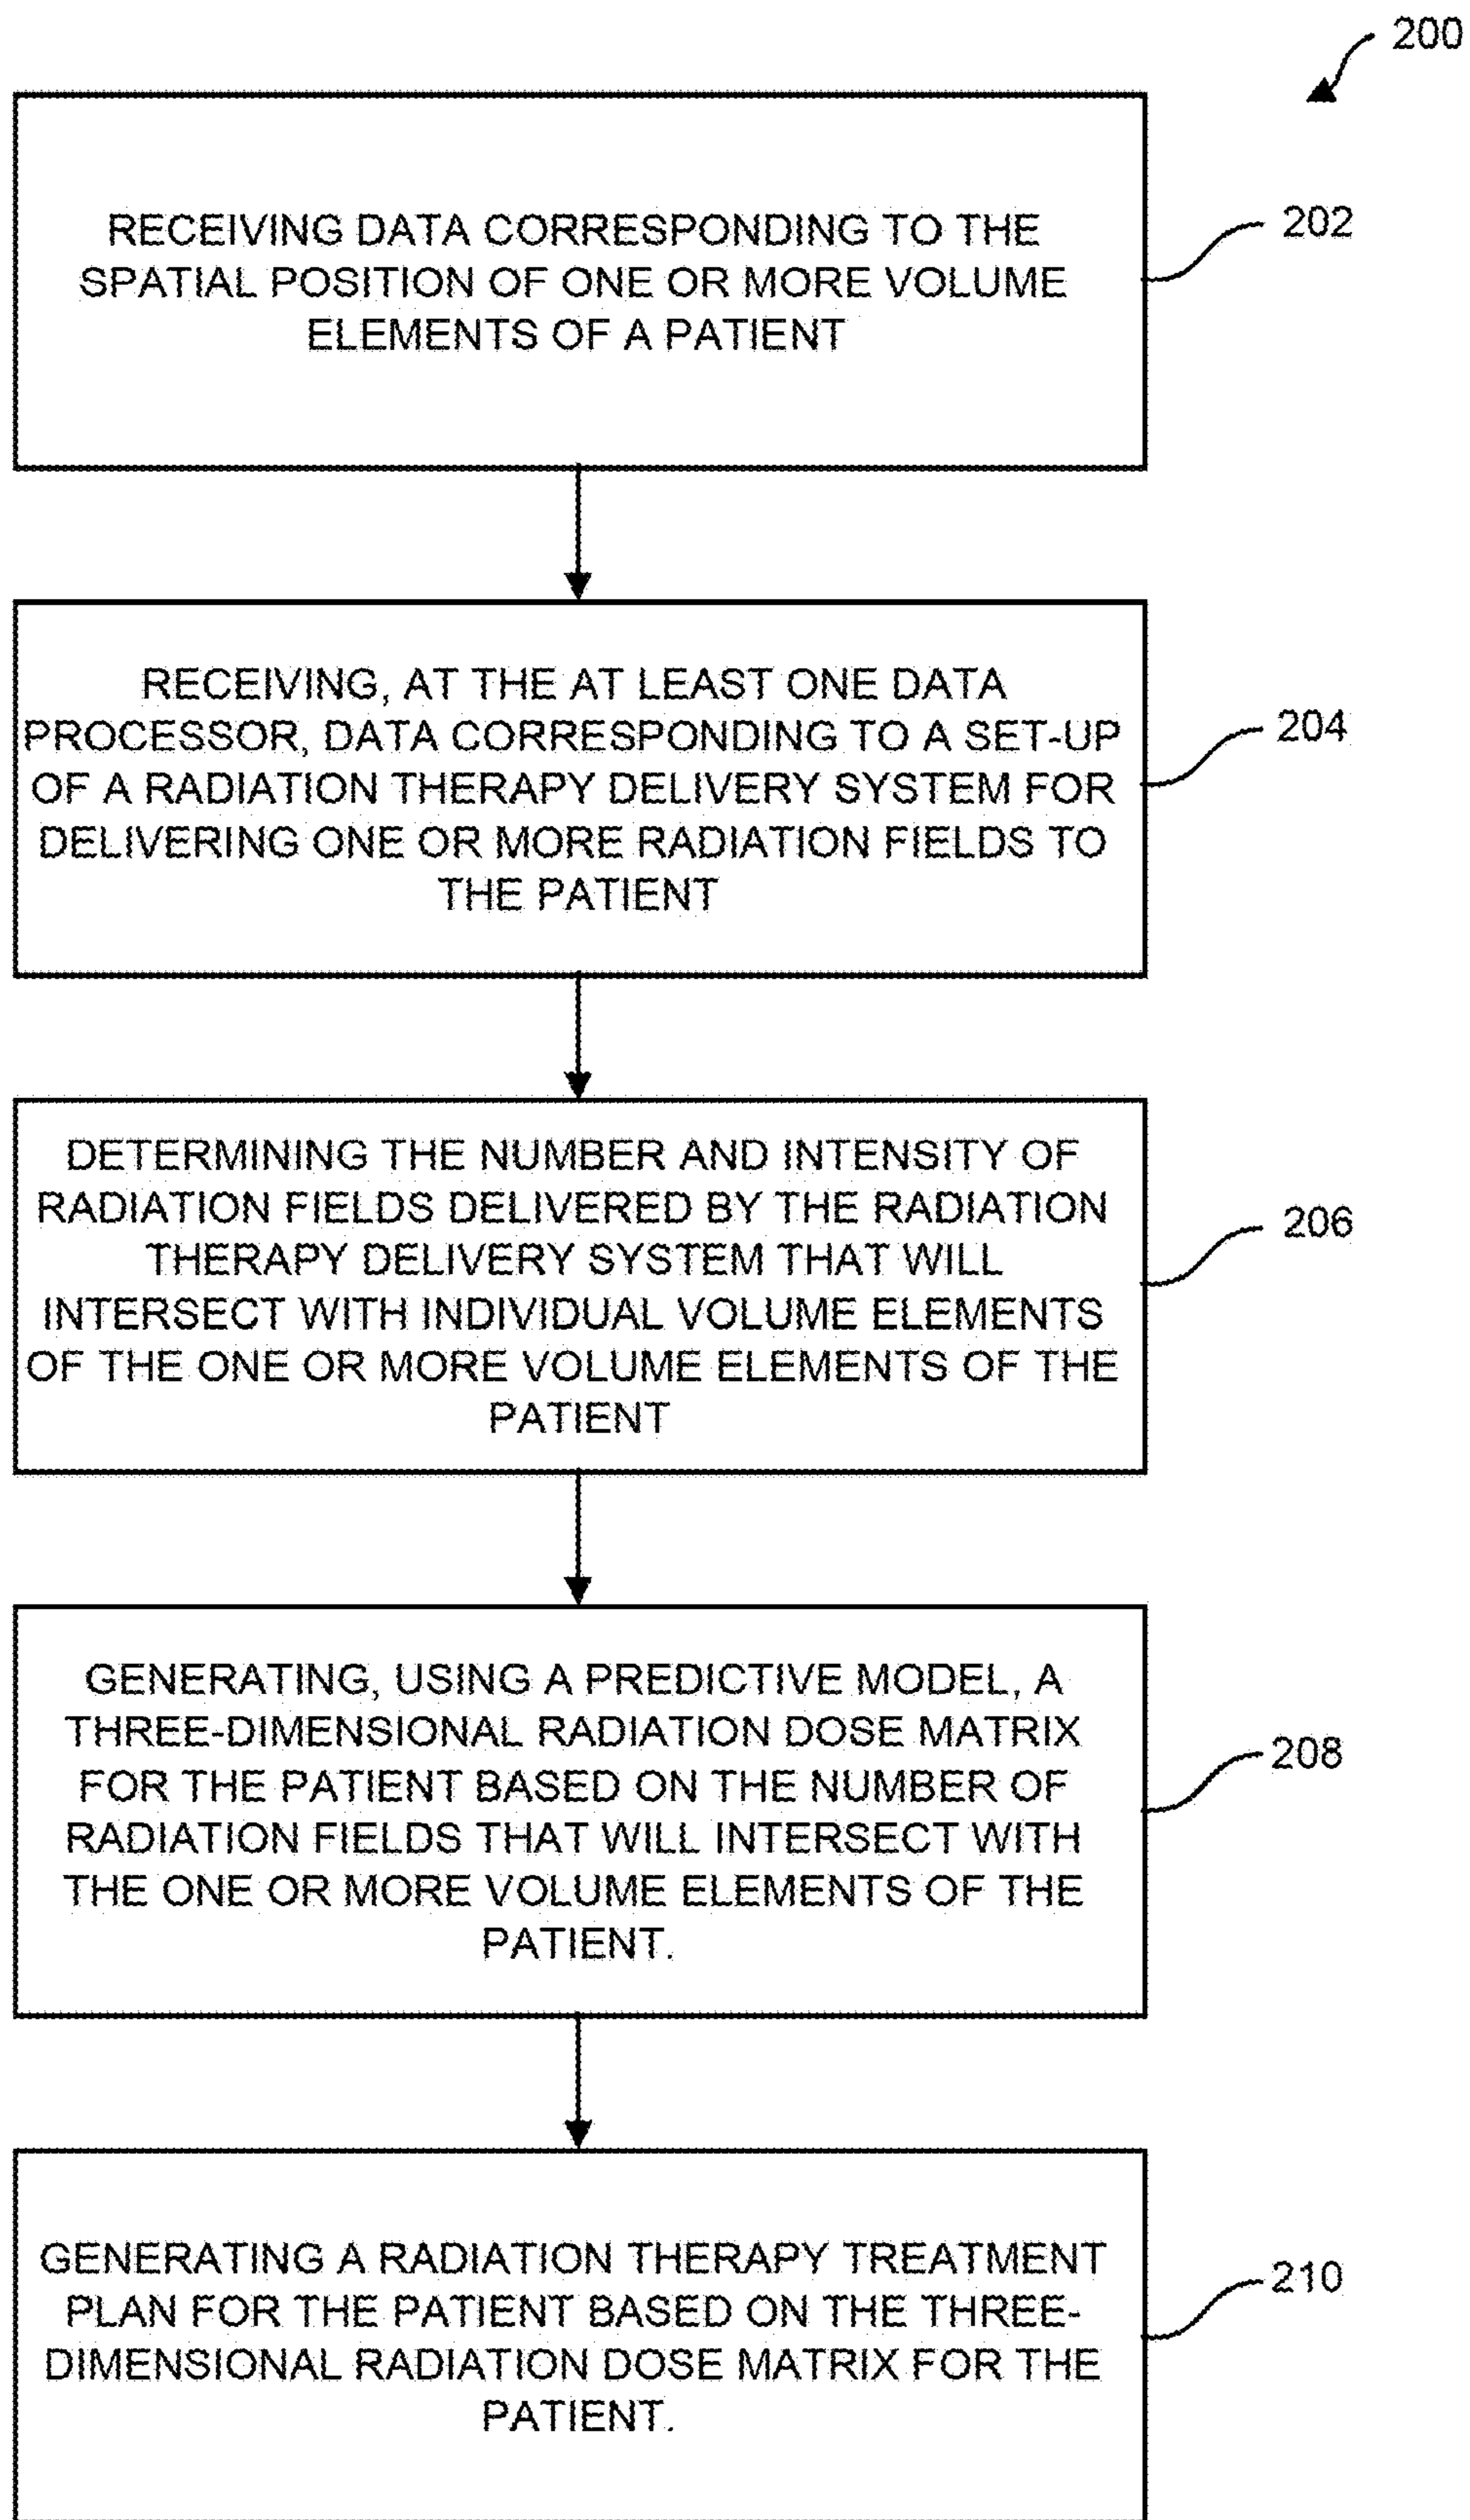 200
RECEIVING DATA CORRESPONDING TO THE
SPATIAL POSITION OF ONE OR MORE VOLUME
ELEMENTS OF A PATIENT
202
RECEIVING, AT THE AT LEAST ONE DATA
PROCESSOR, DATA CORRESPONDING TO A SET-UP
OF A RADIATION THERAPY DELIVERY SYSTEM FOR
DELIVERING ONE OR MORE RADIATION FIELDS TO
THE PATIENT
204
DETERMINING THE NUMBER AND INTENSITY OF
RADIATION FIELDS DELIVERED BY THE RADIATION
THERAPY DELIVERY SYSTEM THAT WILL
INTERSECT WITH INDIVIDUAL VOLUME ELEMENTS
OF THE ONE OR MORE VOLUME ELEMENTS OF THE
PATIENT
206
GENERATING, USING A PREDICTIVE MODEL, A
THREE-DIMENSIONAL RADIATION DOSE MATRIX
FOR THE PATIENT BASED ON THE NUMBER OF
RADIATION FIELDS THAT WILL INTERSECT WITH
THE ONE OR MORE VOLUME ELEMENTS OF THE
PATIENT.
208
GENERATING A RADIATION THERAPY TREATMENT
PLAN FOR THE PATIENT BASED ON THE THREE-
DIMENSIONAL RADIATION DOSE MATRIX FOR THE
PATIENT.
210